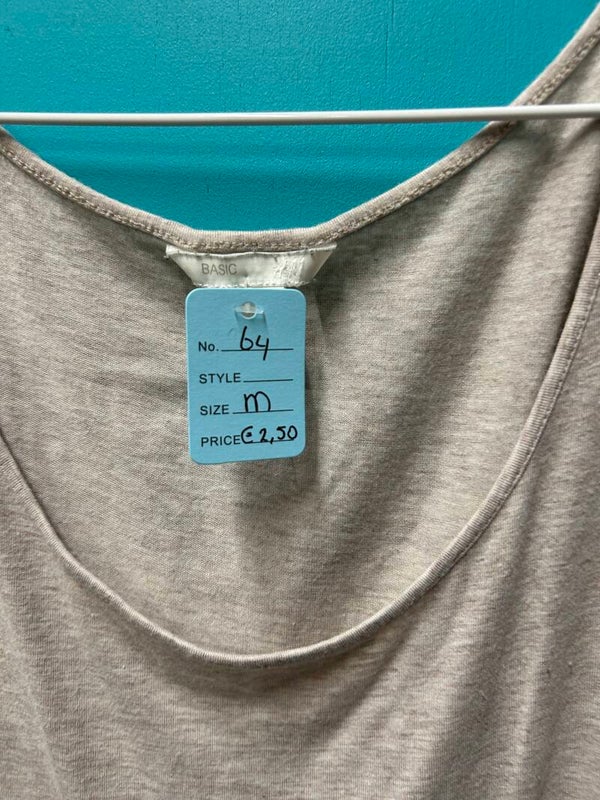 BASIC
No. 64
STYLE
SIZE m
PRICE € 2,50